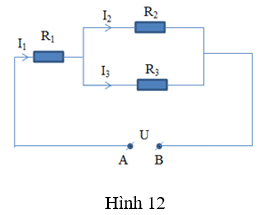 I₂ R₂
I₁ R₁
I₃ R₃
U
A B
Hình 12